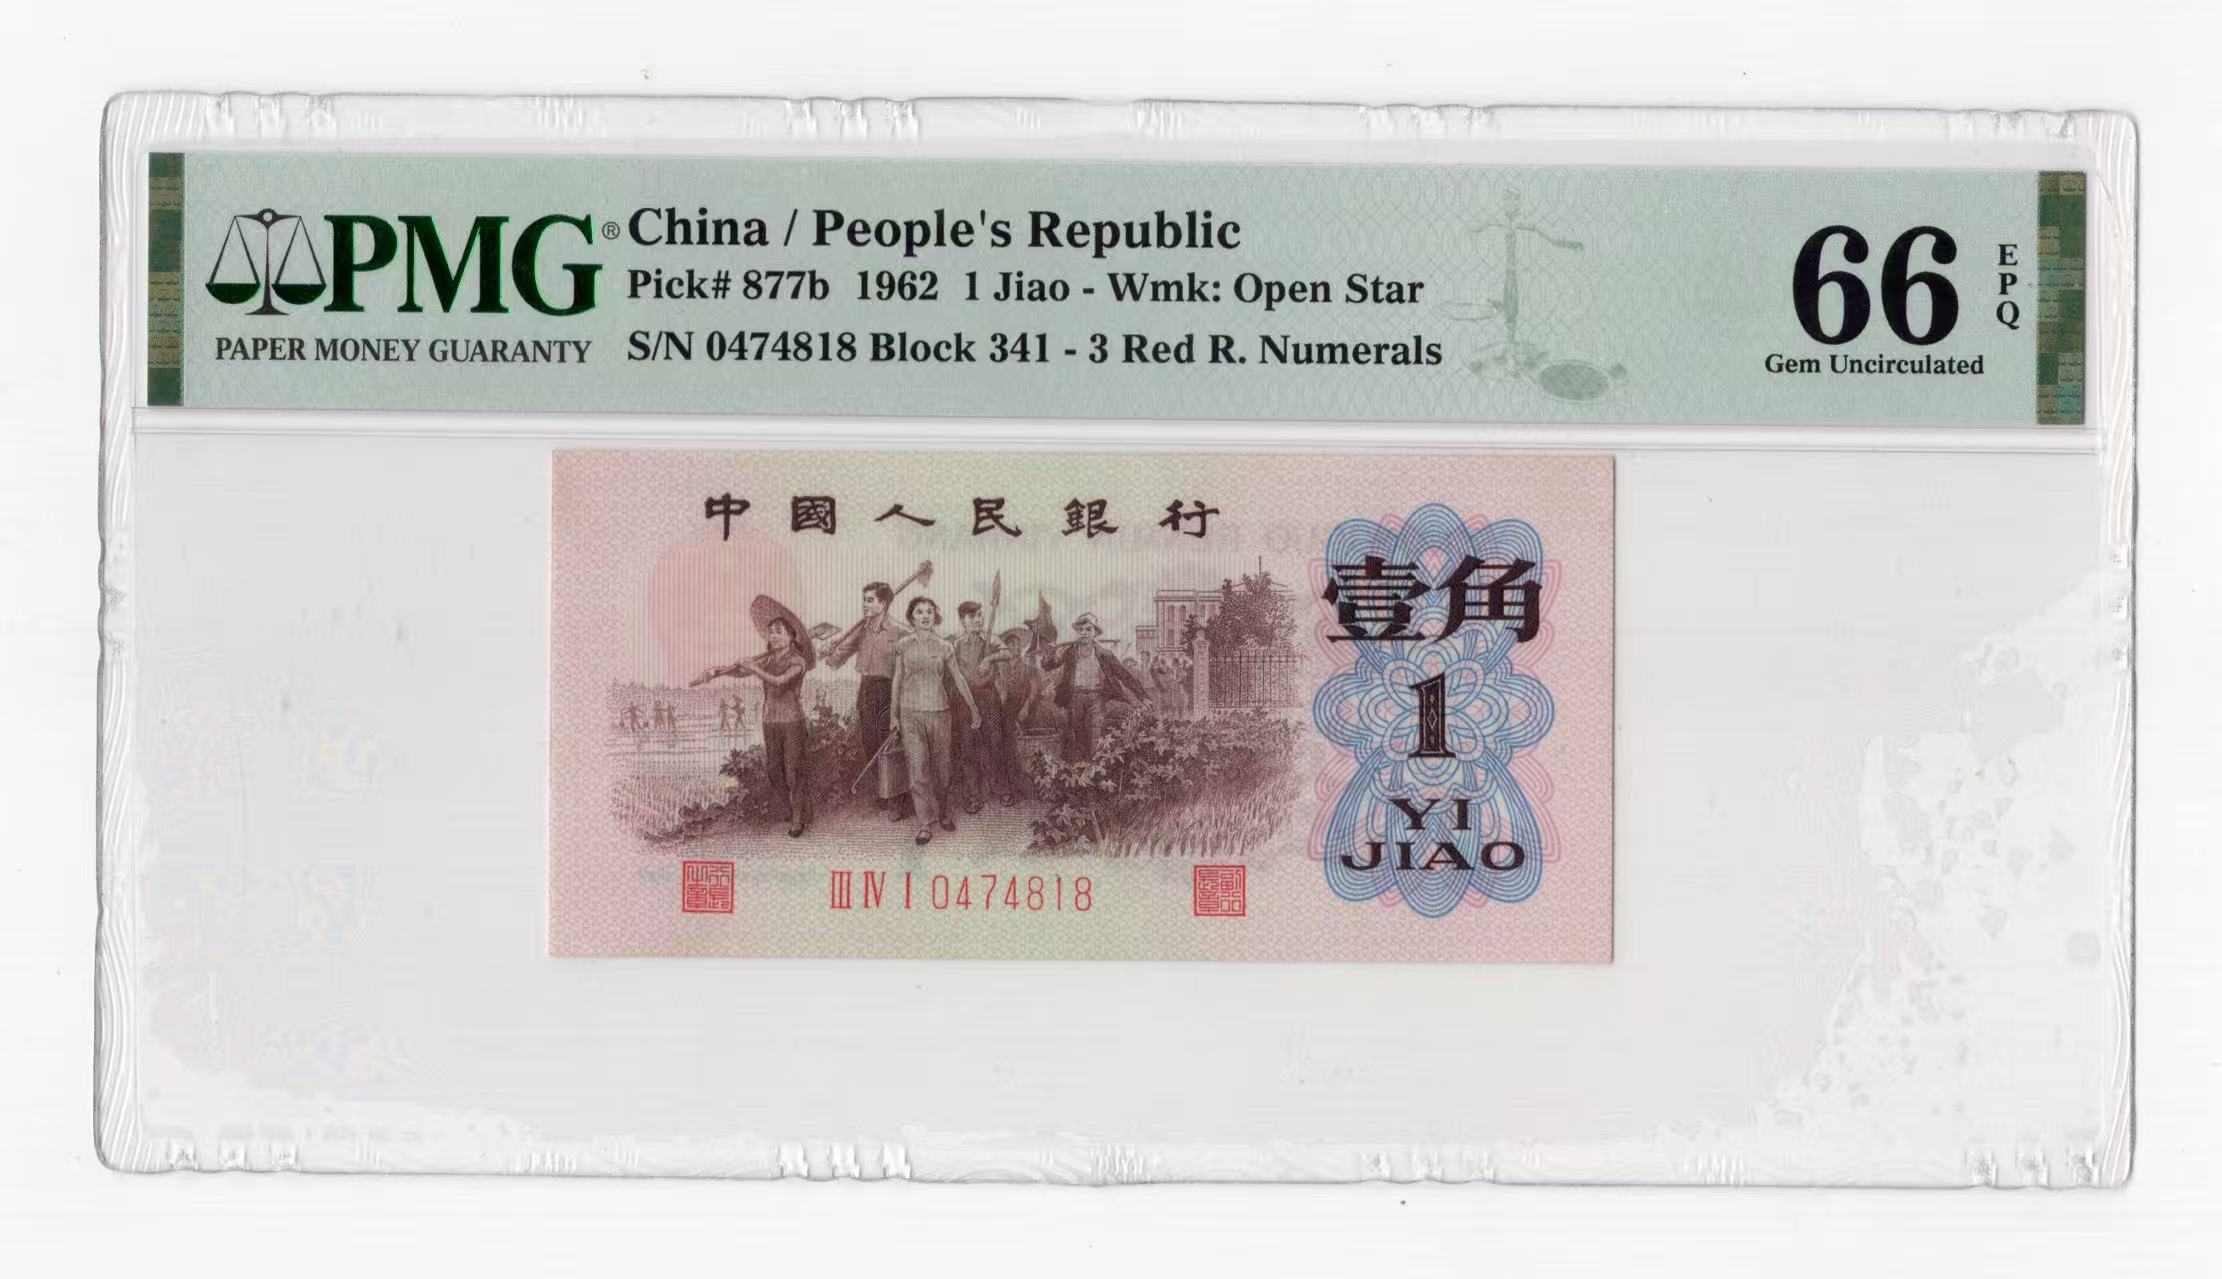 PMG®
PAPER MONEY GUARANTY
China / People's Republic
Pick# 877b 1962 1 Jiao - Wmk: Open Star
S/N 0474818 Block 341 - 3 Red R. Numerals
66
EPQ
Gem Uncirculated
中國人民銀行
壹角
1
YI
JIAO
III IV I 0474818